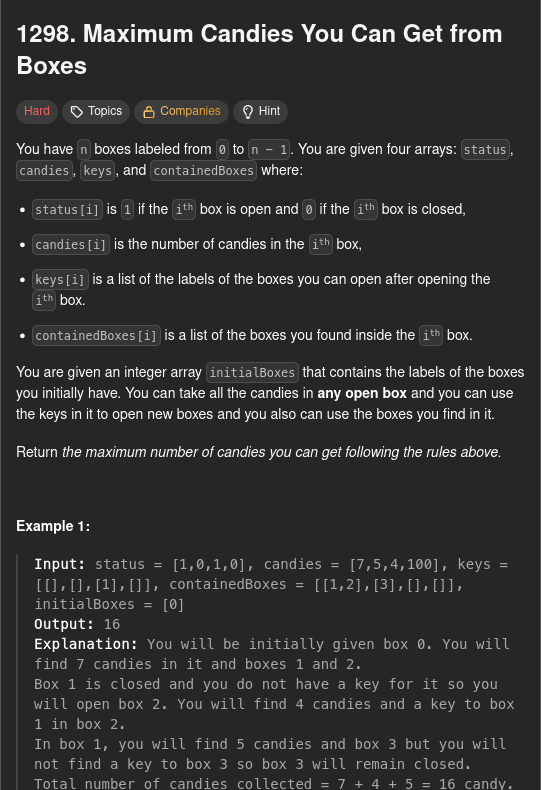 1298. Maximum Candies You Can Get from
Boxes
Hard Topics Companies Hint
You have n boxes labeled from 0 to n − 1. You are given four arrays: status,
candies, keys, and containedBoxes where:
• status[i] is 1 if the ith box is open and 0 if the ith box is closed,
• candies[i] is the number of candies in the ith box,
• keys[i] is a list of the labels of the boxes you can open after opening the
ith box.
• containedBoxes[i] is a list of the boxes you found inside the ith box.
You are given an integer array initialBoxes that contains the labels of the boxes
you initially have. You can take all the candies in any open box and you can use
the keys in it to open new boxes and you also can use the boxes you find in it.
Return the maximum number of candies you can get following the rules above.
Example 1:
Input: status = [1,0,1,0], candies = [7,5,4,100], keys =
[[],[],[1],[]], containedBoxes = [[1,2],[3],[],[]],
initialBoxes = [0]
Output: 16
Explanation: You will be initially given box 0. You will
find 7 candies in it and boxes 1 and 2.
Box 1 is closed and you do not have a key for it so you
will open box 2. You will find 4 candies and a key to box
1 in box 2.
In box 1, you will find 5 candies and box 3 but you will
not find a key to box 3 so box 3 will remain closed.
Total number of candies collected = 7 + 4 + 5 = 16 candy.